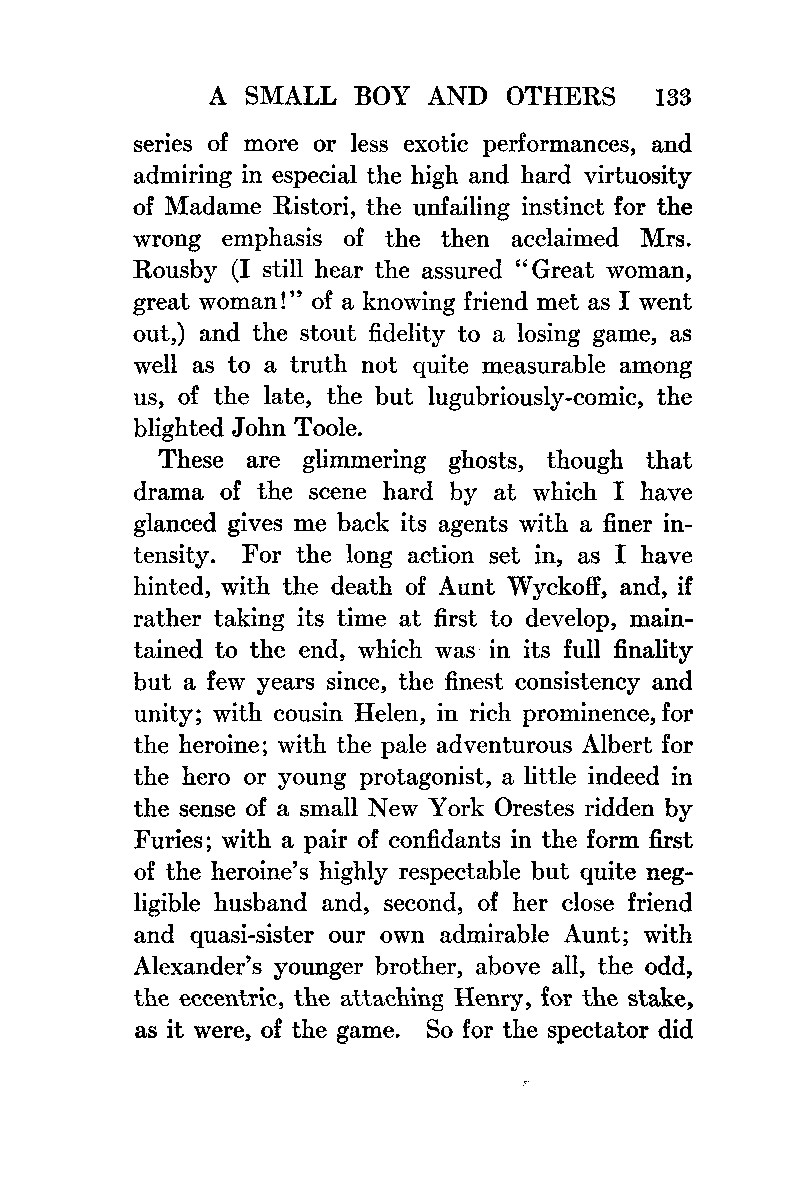 A SMALL BOY AND OTHERS 133
series of more or less exotic performances, and
admiring in especial the high and hard virtuosity
of Madame Ristori, the unfailing instinct for the
wrong emphasis of the then acclaimed Mrs.
Rousby (I still hear the assured "Great woman,
great woman!" of a knowing friend met as I went
out,) and the stout fidelity to a losing game, as
well as to a truth not quite measurable among
us, of the late, the but lugubriously-comic, the
blighted John Toole.
These are glimmering ghosts, though that
drama of the scene hard by at which I have
glanced gives me back its agents with a finer in-
tensity. For the long action set in, as I have
hinted, with the death of Aunt Wyckoff, and, if
rather taking its time at first to develop, main-
tained to the end, which was in its full finality
but a few years since, the finest consistency and
unity; with cousin Helen, in rich prominence, for
the heroine; with the pale adventurous Albert for
the hero or young protagonist, a little indeed in
the sense of a small New York Orestes ridden by
Furies; with a pair of confidants in the form first
of the heroine's highly respectable but quite neg-
ligible husband and, second, of her close friend
and quasi-sister our own admirable Aunt; with
Alexander's younger brother, above all, the odd,
the eccentric, the attaching Henry, for the stake,
as it were, of the game. So for the spectator did